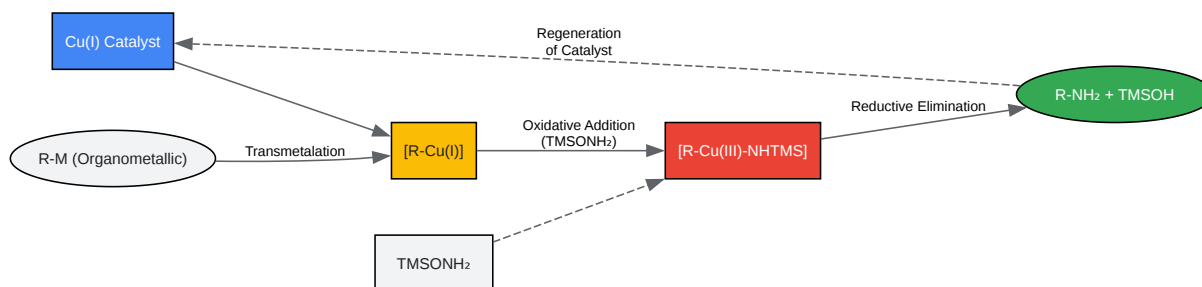 Cu(I) Catalyst
Regeneration
of Catalyst
R-NH₂ + TMSOH
Reductive Elimination
R-M (Organometallic)
Transmetalation
[R-Cu(I)]
Oxidative Addition
(TMSONH₂)
[R-Cu(III)-NHTMS]
TMSONH₂